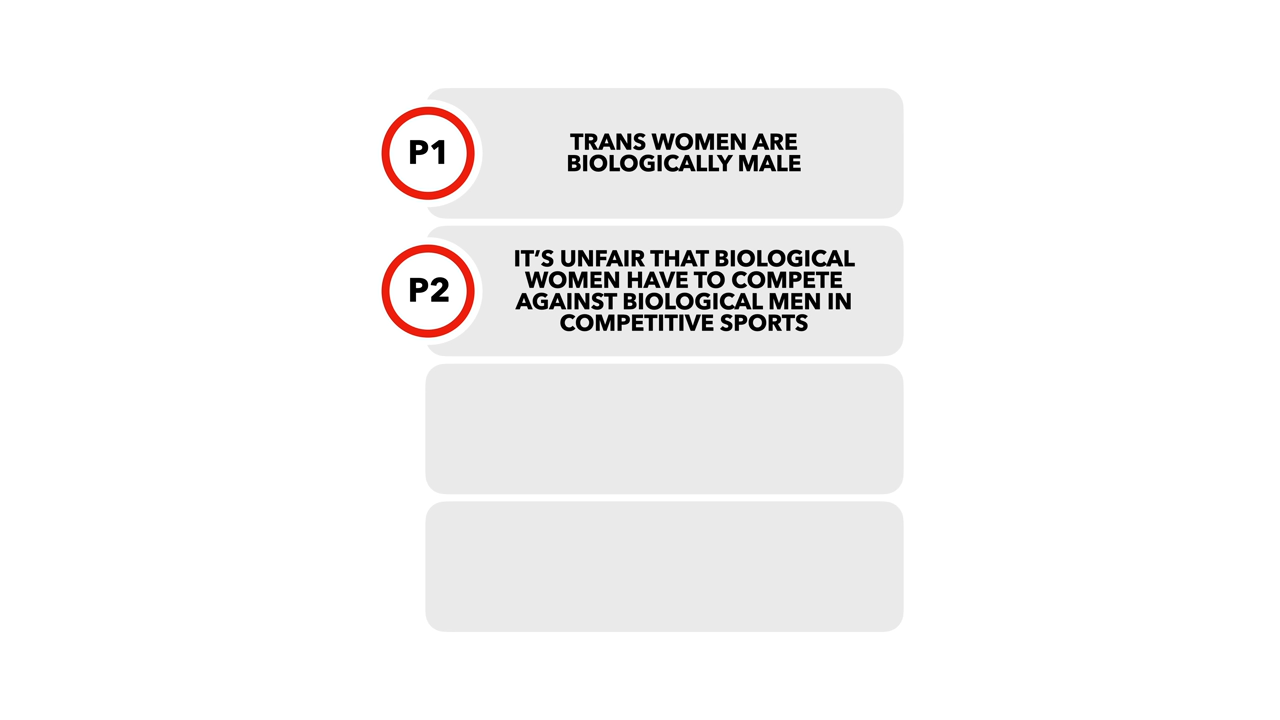 P1
TRANS WOMEN ARE
BIOLOGICALLY MALE
P2
IT’S UNFAIR THAT BIOLOGICAL
WOMEN HAVE TO COMPETE
AGAINST BIOLOGICAL MEN IN
COMPETITIVE SPORTS